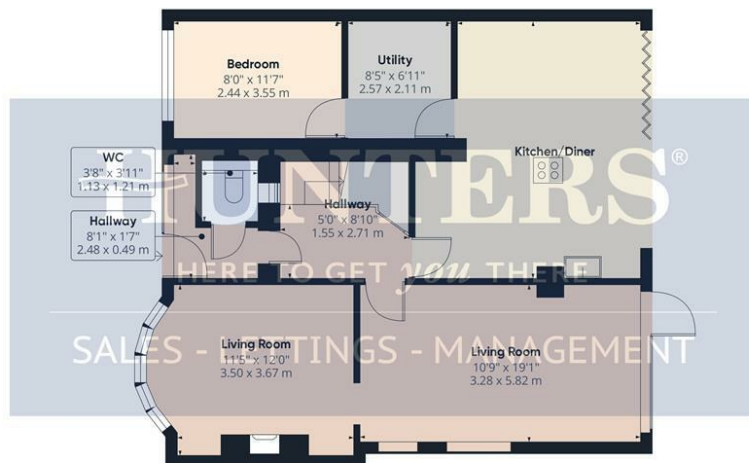 Bedroom
8'0" x 11'7"
2.44 x 3.55 m
Utility
8'5" x 6'11"
2.57 x 2.11 m
Kitchen/Diner
WC
3'8" x 3'11"
1.13 x 1.21 m
Hallway
8'1" x 1'7"
2.48 x 0.49 m
Hallway
5'0" x 8'10"
1.55 x 2.71 m
HUNTERS®
HERE TO GET you THERE
SALES - LETTINGS - MANAGEMENT
Living Room
11'5" x 12'0"
3.50 x 3.67 m
Living Room
10'9" x 19'1"
3.28 x 5.82 m